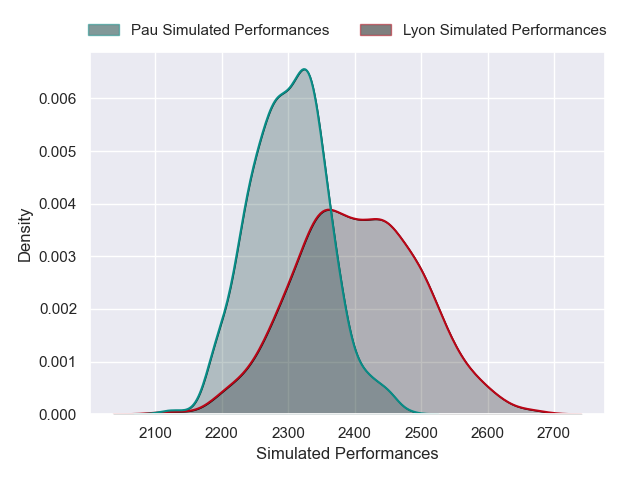 Pau Simulated Performances Lyon Simulated Performances
0.006
0.005
0.004
0.003
0.002
0.001
0.000
Density
2100 2200 2300 2400 2500 2600 2700
Simulated Performances